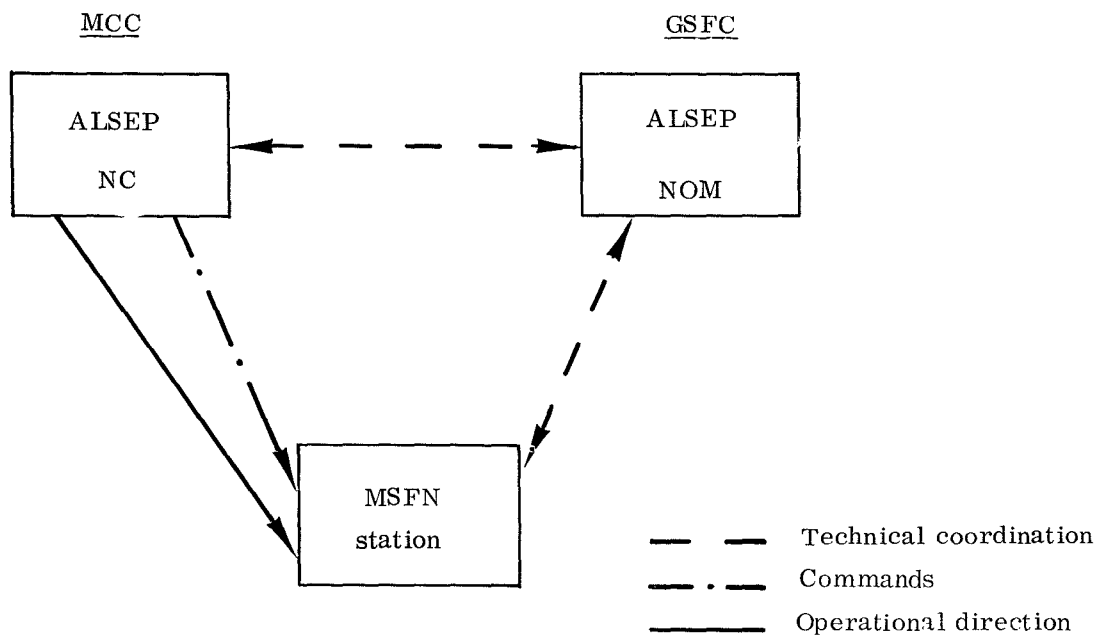 MCC
GSFC
ALSEP
NC
ALSEP
NOM
MSFN
station
Technical coordination
Commands
Operational direction